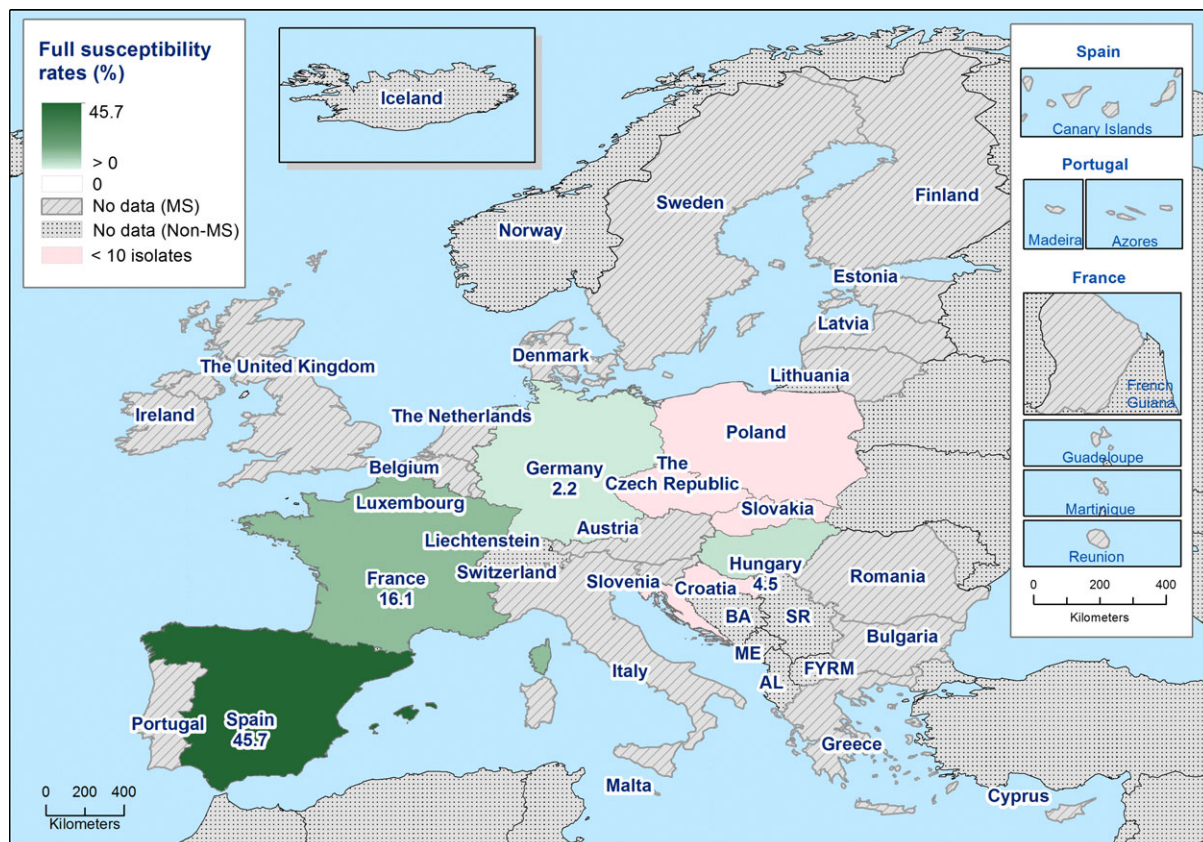 Full susceptibility
rates (%)
45.7
> 0
0
No data (MS)
No data (Non-MS)
< 10 isolates
Iceland
Norway
Sweden
Finland
Estonia
Latvia
Lithuania
Denmark
The United Kingdom
Ireland
The Netherlands
Belgium
Luxembourg
Germany
2.2
Poland
The
Czech Republic
Slovakia
Austria
Liechtenstein
Switzerland
France
16.1
Slovenia
Croatia
Hungary
4.5
Romania
BA
SR
Bulgaria
ME
FYRM
AL
Italy
Portugal
Spain
45.7
Greece
Malta
Cyprus
0 200 400
Kilometers
Spain
Canary Islands
Portugal
Madeira
Azores
France
French
Guiana
Guadeloupe
Martinique
Reunion
0 200 400
Kilometers